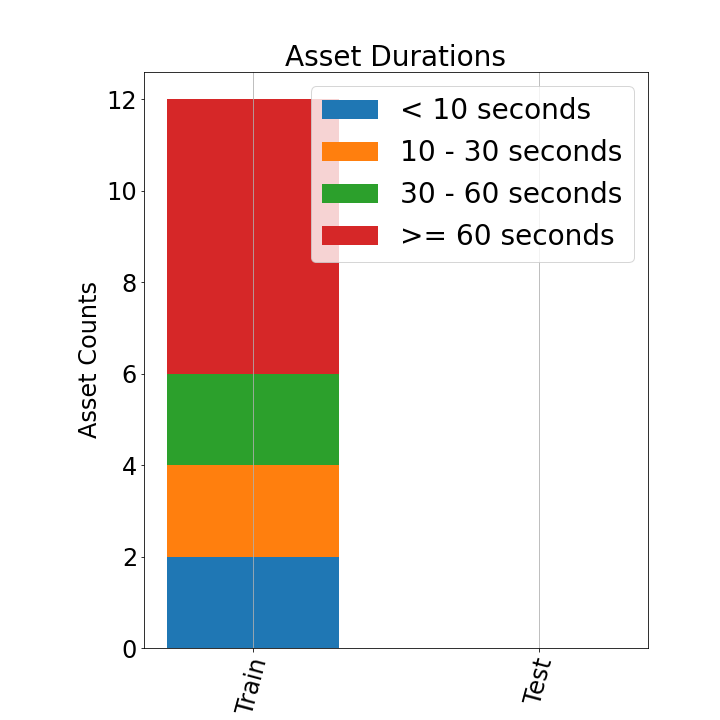 Asset Durations
12
10
8
6
4
2
0
Asset Counts
< 10 seconds
10 - 30 seconds
30 - 60 seconds
>= 60 seconds
Train
Test